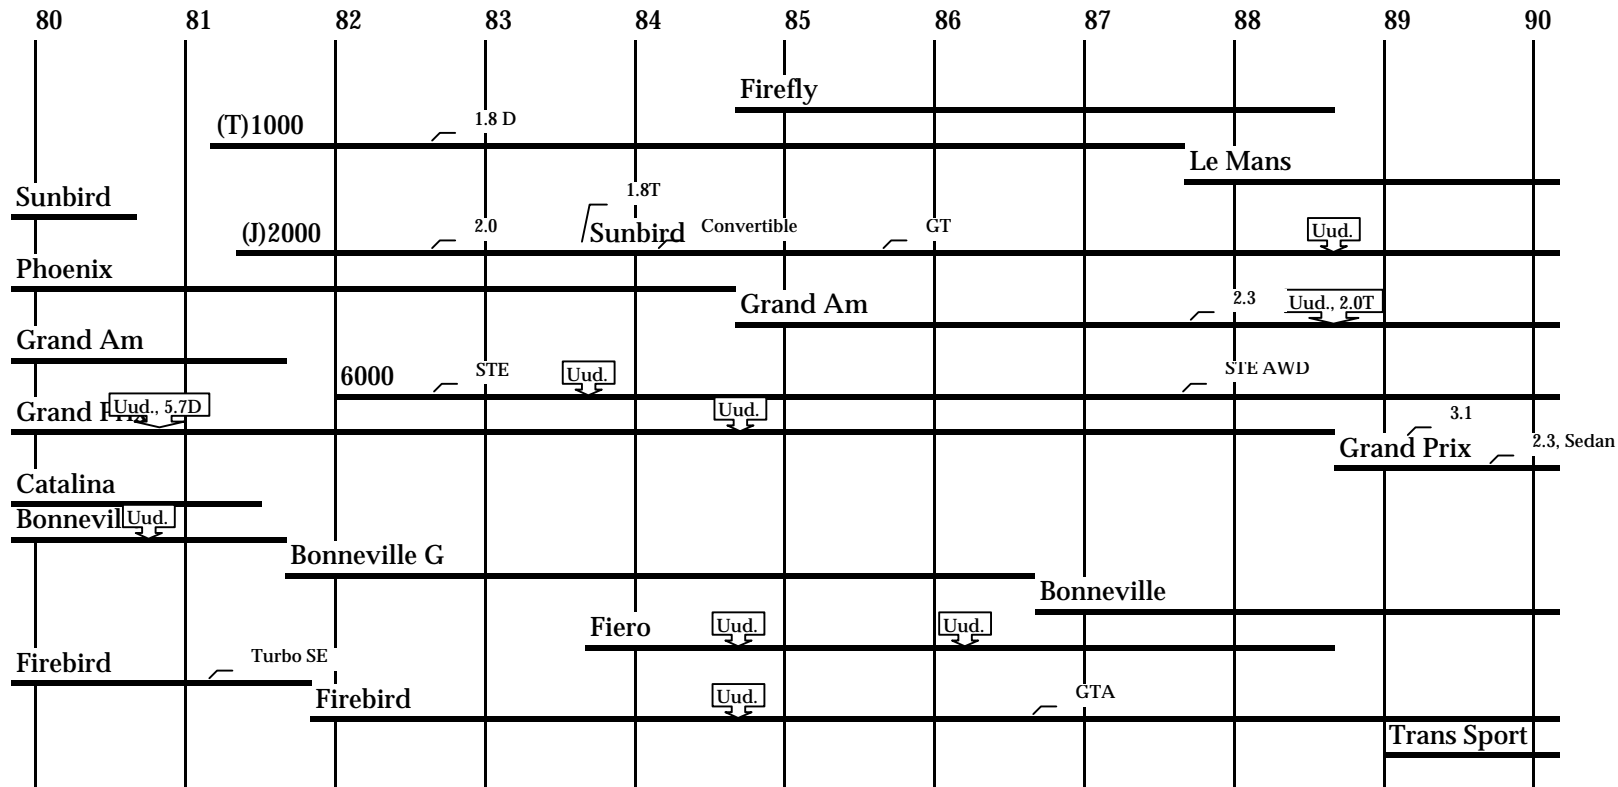 80 81 82 83 84 85 86 87 88 89 90
Firefly
(T)1000 1.8 D
Le Mans
Sunbird 1.8T
(J)2000 2.0 Sunbird Convertible GT Uud.
Phoenix
Grand Am 2.3 Uud., 2.0T
Grand Am
6000 STE Uud. STE AWD
Grand Prix Uud., 5.7D Uud. 3.1
Grand Prix 2.3, Sedan
Catalina
Bonnevil Uud.
Bonneville G
Bonneville
Fiero Uud. Uud.
Firebird Turbo SE
Firebird Uud. GTA
Trans Sport